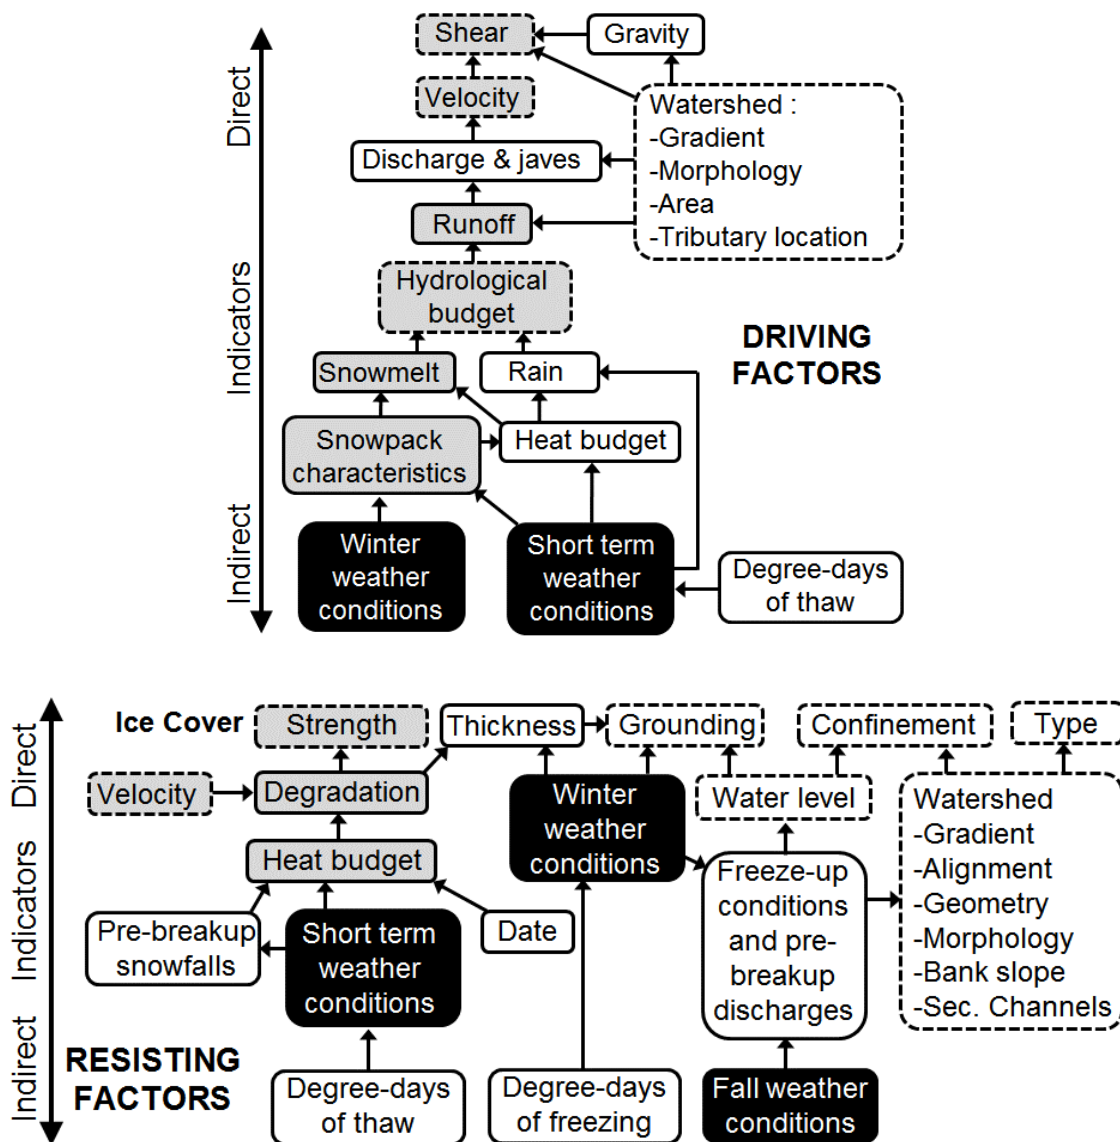 Direct
Indicators
Indirect
Shear
Gravity
Velocity
Watershed :
-Gradient
-Morphology
-Area
-Tributary location
Discharge & javes
Runoff
Hydrological
budget
DRIVING
FACTORS
Snowmelt
Rain
Snowpack
characteristics
Heat budget
Winter
weather
conditions
Short term
weather
conditions
Degree-days
of thaw
Direct
Indicators
Indirect
Ice Cover
Strength
Thickness
Grounding
Confinement
Type
Velocity
Degradation
Winter
weather
conditions
Water level
Watershed
-Gradient
-Alignment
-Geometry
-Morphology
-Bank slope
-Sec. Channels
Heat budget
Pre-breakup
snowfalls
Short term
weather
conditions
Date
Freeze-up
conditions
and pre-
breakup
discharges
RESISTING
FACTORS
Degree-days
of thaw
Degree-days
of freezing
Fall weather
conditions